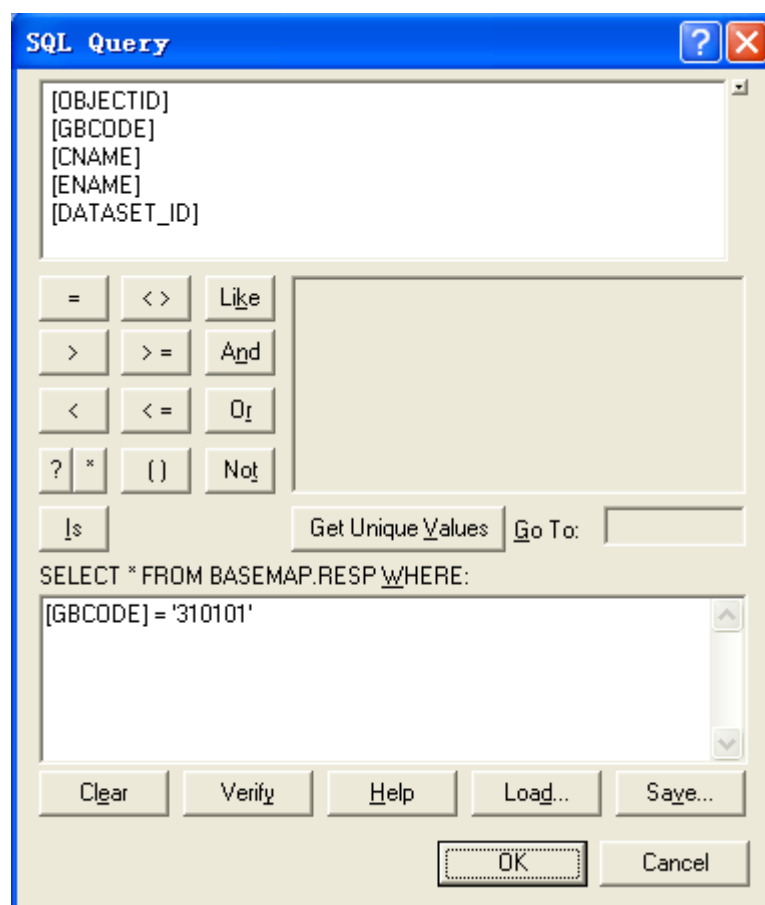 SQL Query
?
[OBJECTID]
[GBCODE]
[CNAME]
[ENAME]
[DATASET_ID]
= < > Like
> > = And
< < = Or
? * ( ) Not
Is Get Unique Values Go To:
SELECT * FROM BASEMAP.RESP WHERE:
[GBCODE] = '310101'
Clear Verify Help Load... Save...
OK Cancel